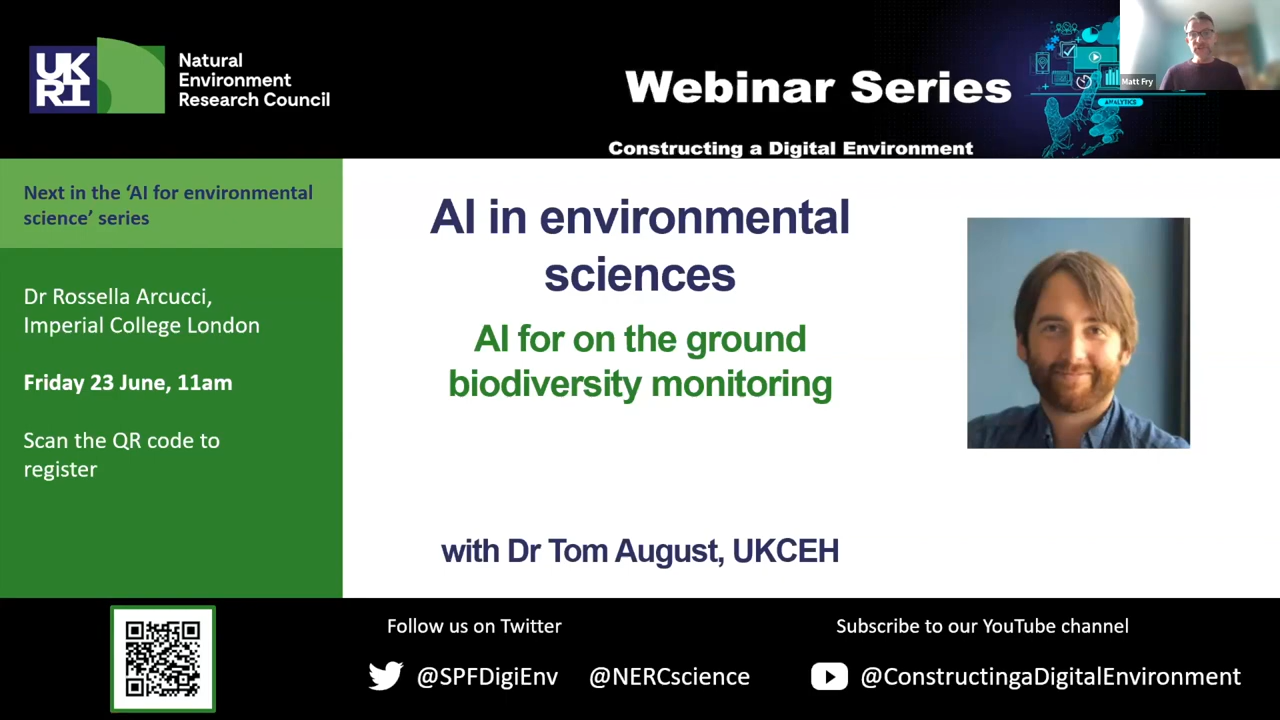 UK
RI
Natural
Environment
Research Council
Webinar Series
Constructing a Digital Environment
ANALYTICS
Matt Fry
Next in the ‘AI for environmental
science’ series
Dr Rossella Arcucci,
Imperial College London
Friday 23 June, 11am
Scan the QR code to
register
AI in environmental
sciences
AI for on the ground
biodiversity monitoring
with Dr Tom August, UKCEH
Follow us on Twitter
@SPFDigiEnv @NERCscience
Subscribe to our YouTube channel
@ConstructingaDigitalEnvironment